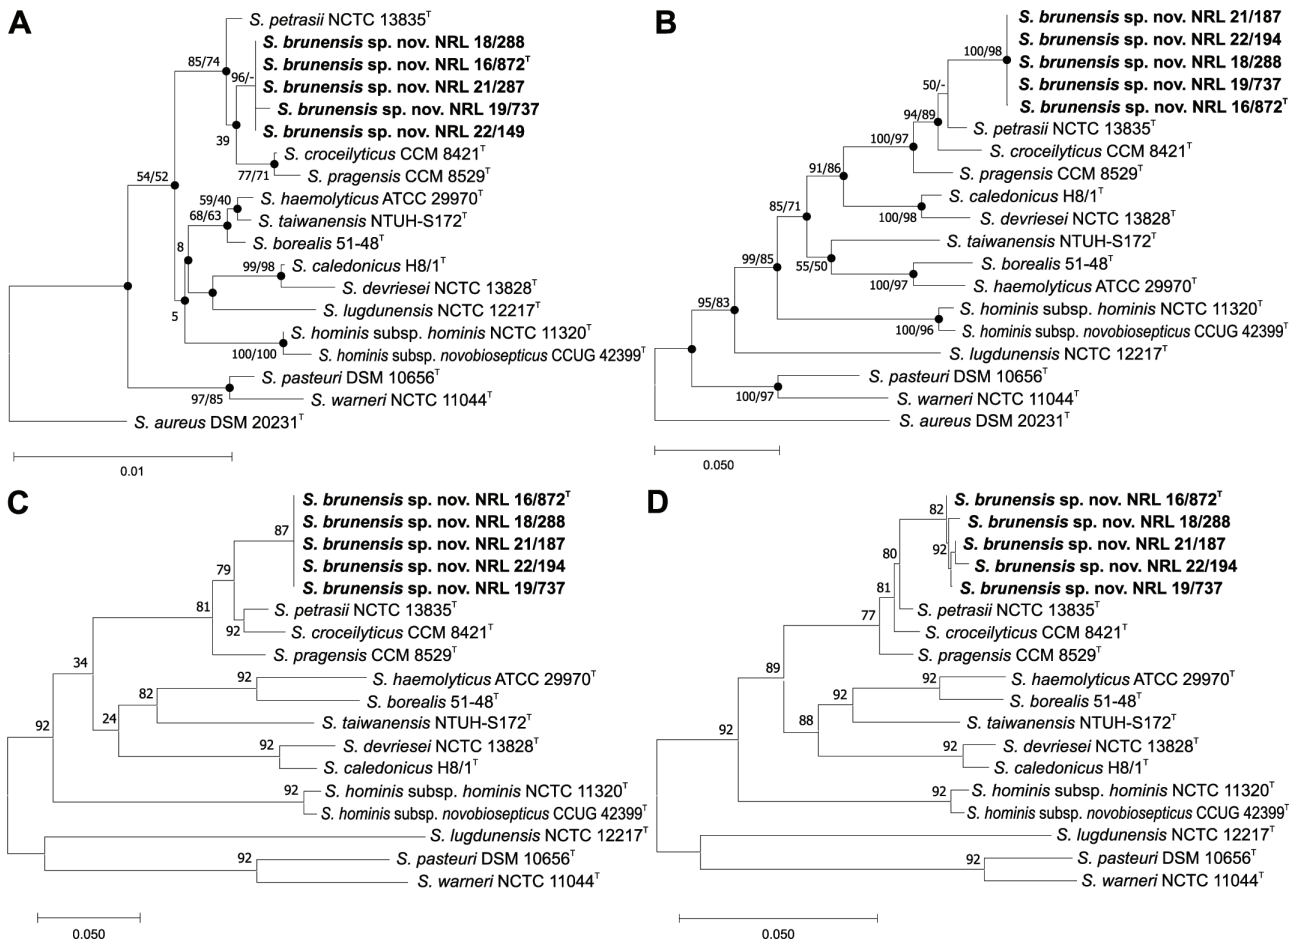 A
S. petrasii NCTC 13835T
S. brunensis sp. nov. NRL 18/288
85/74
S. brunensis sp. nov. NRL 16/872T
96/-
S. brunensis sp. nov. NRL 21/287
S. brunensis sp. nov. NRL 19/737
39
S. brunensis sp. nov. NRL 22/149
S. croceilyticus CCM 8421T
77/71
S. pragensis CCM 8529T
54/52
59/40
S. haemolyticus ATCC 29970T
68/63
S. taiwanensis NTUH-S172T
8
S. borealis 51-48T
99/98
S. caledonicus H8/1T
S. devriesei NCTC 13828T
5
S. lugdunensis NCTC 12217T
S. hominis subsp. hominis NCTC 11320T
100/100
S. hominis subsp. novobiosepticus CCUG 42399T
S. pasteuri DSM 10656T
97/85
S. warneri NCTC 11044T
S. aureus DSM 20231T
0.01
B
S. brunensis sp. nov. NRL 21/187
S. brunensis sp. nov. NRL 22/194
100/98
S. brunensis sp. nov. NRL 18/288
50/-
S. brunensis sp. nov. NRL 19/737
S. brunensis sp. nov. NRL 16/872T
94/89
S. petrasii NCTC 13835T
100/97
S. croceilyticus CCM 8421T
91/86
S. pragensis CCM 8529T
S. caledonicus H8/1T
100/98
S. devriesei NCTC 13828T
85/71
S. taiwanensis NTUH-S172T
55/50
S. borealis 51-48T
100/97
S. haemolyticus ATCC 29970T
99/85
S. hominis subsp. hominis NCTC 11320T
100/96
S. hominis subsp. novobiosepticus CCUG 42399T
95/83
S. lugdunensis NCTC 12217T
S. pasteuri DSM 10656T
100/97
S. warneri NCTC 11044T
S. aureus DSM 20231T
0.050
C
S. brunensis sp. nov. NRL 16/872T
S. brunensis sp. nov. NRL 18/288
87
S. brunensis sp. nov. NRL 21/187
S. brunensis sp. nov. NRL 22/194
79
S. brunensis sp. nov. NRL 19/737
81
S. petrasii NCTC 13835T
92
S. croceilyticus CCM 8421T
S. pragensis CCM 8529T
34
92
S. haemolyticus ATCC 29970T
82
S. borealis 51-48T
24
S. taiwanensis NTUH-S172T
92
92
S. devriesei NCTC 13828T
S. caledonicus H8/1T
92
S. hominis subsp. hominis NCTC 11320T
S. hominis subsp. novobiosepticus CCUG 42399T
S. lugdunensis NCTC 12217T
92
S. pasteuri DSM 10656T
S. warneri NCTC 11044T
0.050
D
S. brunensis sp. nov. NRL 16/872T
82
S. brunensis sp. nov. NRL 18/288
S. brunensis sp. nov. NRL 21/187
92
80
S. brunensis sp. nov. NRL 22/194
81
S. brunensis sp. nov. NRL 19/737
S. petrasii NCTC 13835T
77
S. croceilyticus CCM 8421T
S. pragensis CCM 8529T
89
92
S. haemolyticus ATCC 29970T
92
S. borealis 51-48T
88
S. taiwanensis NTUH-S172T
92
92
S. devriesei NCTC 13828T
S. caledonicus H8/1T
92
S. hominis subsp. hominis NCTC 11320T
S. hominis subsp. novobiosepticus CCUG 42399T
S. lugdunensis NCTC 12217T
92
S. pasteuri DSM 10656T
S. warneri NCTC 11044T
0.050